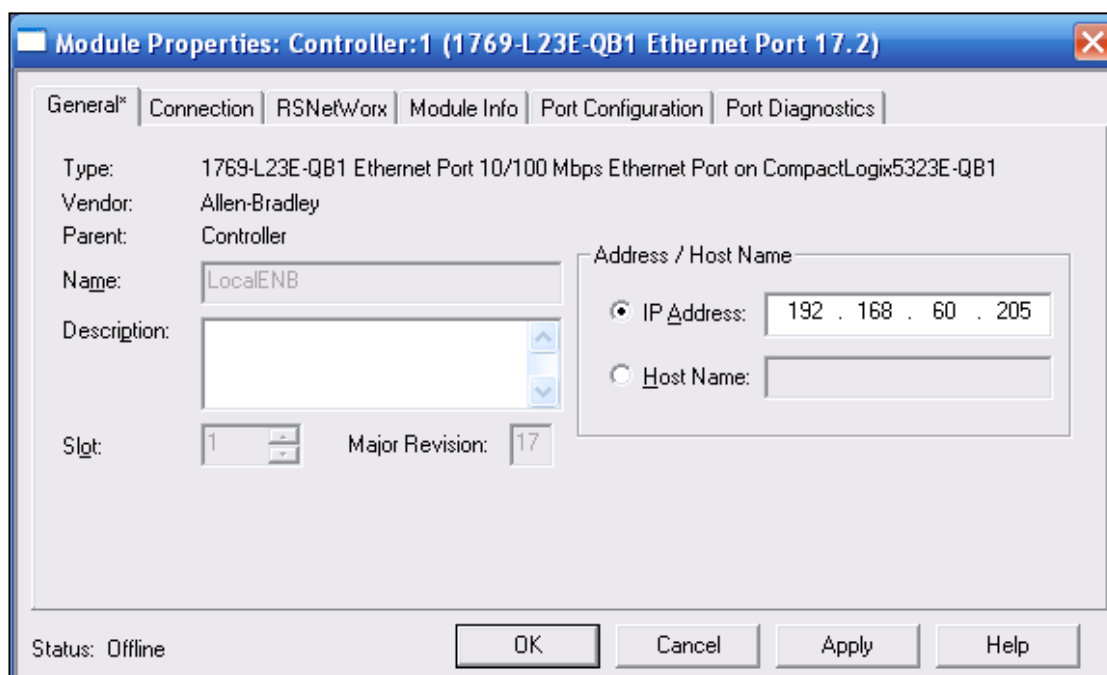 Module Properties: Controller:1 (1769-L23E-QB1 Ethernet Port 17.2)
General* Connection RSNetWorx Module Info Port Configuration Port Diagnostics
Type: 1769-L23E-QB1 Ethernet Port 10/100 Mbps Ethernet Port on CompactLogix5323E-QB1
Vendor: Allen-Bradley
Parent: Controller
Name: LocalENB
Address / Host Name
IP Address: 192 . 168 . 60 . 205
Description:
Host Name:
Slot: 1 Major Revision: 17
Status: Offline OK Cancel Apply Help